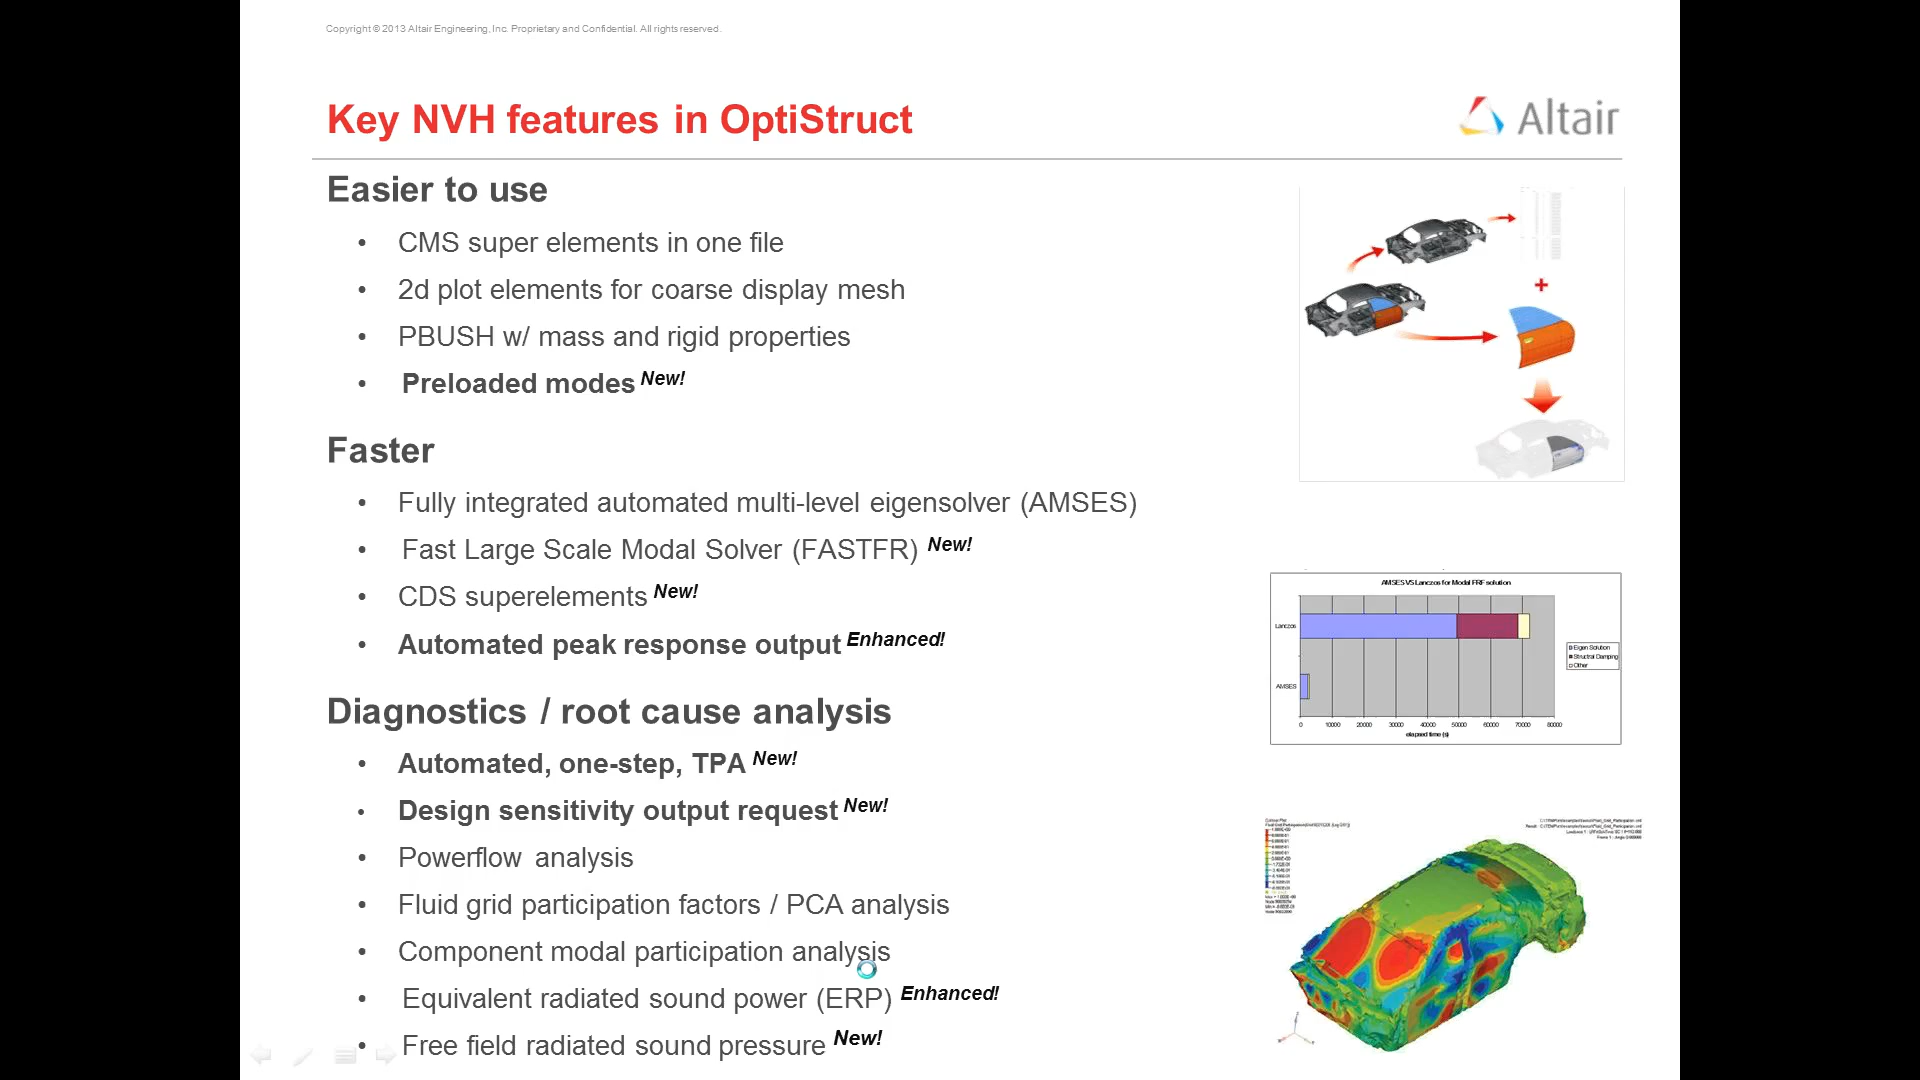 Copyright © 2013 Altair Engineering, Inc. Proprietary and Confidential. All rights reserved.
Key NVH features in OptiStruct
Altair
Easier to use
• CMS super elements in one file
• 2d plot elements for coarse display mesh
• PBUSH w/ mass and rigid properties
• Preloaded modes New!
Faster
• Fully integrated automated multi-level eigensolver (AMSES)
• Fast Large Scale Modal Solver (FASTFR) New!
• CDS superelements New!
• Automated peak response output Enhanced!
Diagnostics / root cause analysis
• Automated, one-step, TPA New!
• Design sensitivity output request New!
• Powerflow analysis
• Fluid grid participation factors / PCA analysis
• Component modal participation analysis
• Equivalent radiated sound power (ERP) Enhanced!
• Free field radiated sound pressure New!
+
AMSES VS Lanczos for Modal FRF solution
Lanczos
AMSES
0 10000 20000 30000 40000 50000 60000 70000 80000
elapsed time (s)
Eigen Solution
Structral Damping
Other
Contour Plot